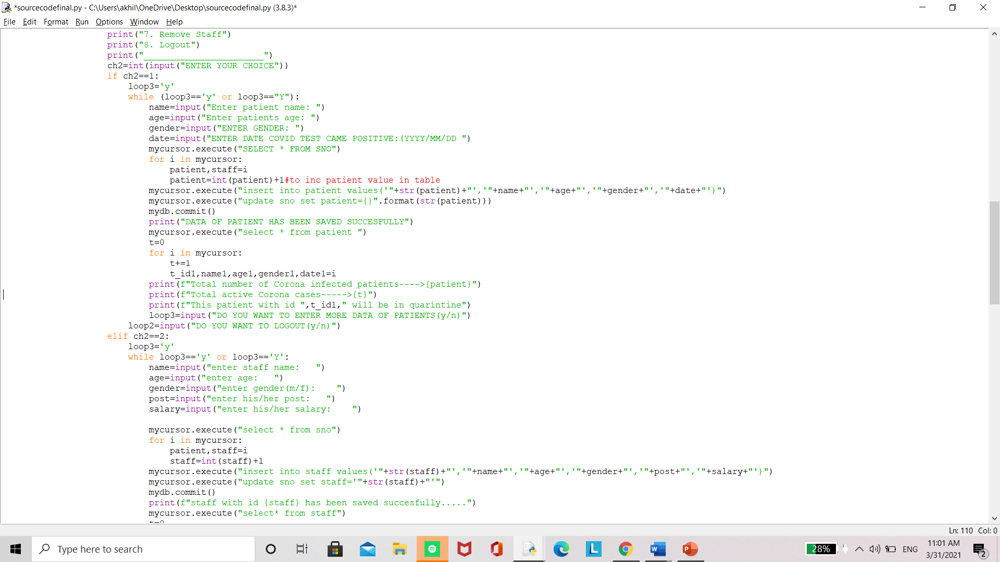 *sourcecodefinal.py - C:\Users\akhil\OneDrive\Desktop\sourcecodefinal.py (3.8.3)*
File Edit Format Run Options Window Help
print("7. Remove Staff")
print("8. Logout")
print("_______________________")
ch2=int(input("ENTER YOUR CHOICE"))
if ch2==1:
loop3='y'
while (loop3=='y' or loop3=="Y"):
name=input("Enter patient name: ")
age=input("Enter patients age: ")
gender=input("ENTER GENDER: ")
date=input("ENTER DATE COVID TEST CAME POSITIVE:(YYYY/MM/DD ")
mycursor.execute("SELECT * FROM SNO")
for i in mycursor:
patient,staff=i
patient=int(patient)+1#to inc patient value in table
mycursor.execute("insert into patient values('"+str(patient)+"','"+name+"','"+age+"','"+gender+"','"+date+"')")
mycursor.execute("update sno set patient={}".format(str(patient)))
mydb.commit()
print("DATA OF PATIENT HAS BEEN SAVED SUCCESFULLY")
mycursor.execute("select * from patient ")
t=0
for i in mycursor:
t+=1
t_id1,name1,age1,gender1,date1=i
print(f"Total number of Corona infected patients---->{patient}")
print(f"Total active Corona cases----->{t}")
print(f"This patient with id ",t_id1," will be in quarintine")
loop3=input("DO YOU WANT TO ENTER MORE DATA OF PATIENTS(y/n)")
loop2=input("DO YOU WANT TO LOGOUT(y/n)")
elif ch2==2:
loop3='y'
while loop3=='y' or loop3=='Y':
name=input("enter staff name:   ")
age=input("enter age:   ")
gender=input("enter gender(m/f):    ")
post=input("enter his/her post:   ")
salary=input("enter his/her salary:    ")
mycursor.execute("select * from sno")
for i in mycursor:
patient,staff=i
staff=int(staff)+1
mycursor.execute("insert into staff values('"+str(staff)+"','"+name+"','"+age+"','"+gender+"','"+post+"','"+salary+"')")
mycursor.execute("update sno set staff='"+str(staff)+"'")
mydb.commit()
print(f"staff with id {staff} has been saved succesfully.....")
mycursor.execute("select* from staff")
t=0
Ln: 110 Col: 0
Type here to search
L
W
P
28%
ENG
11:01 AM
3/31/2021
2